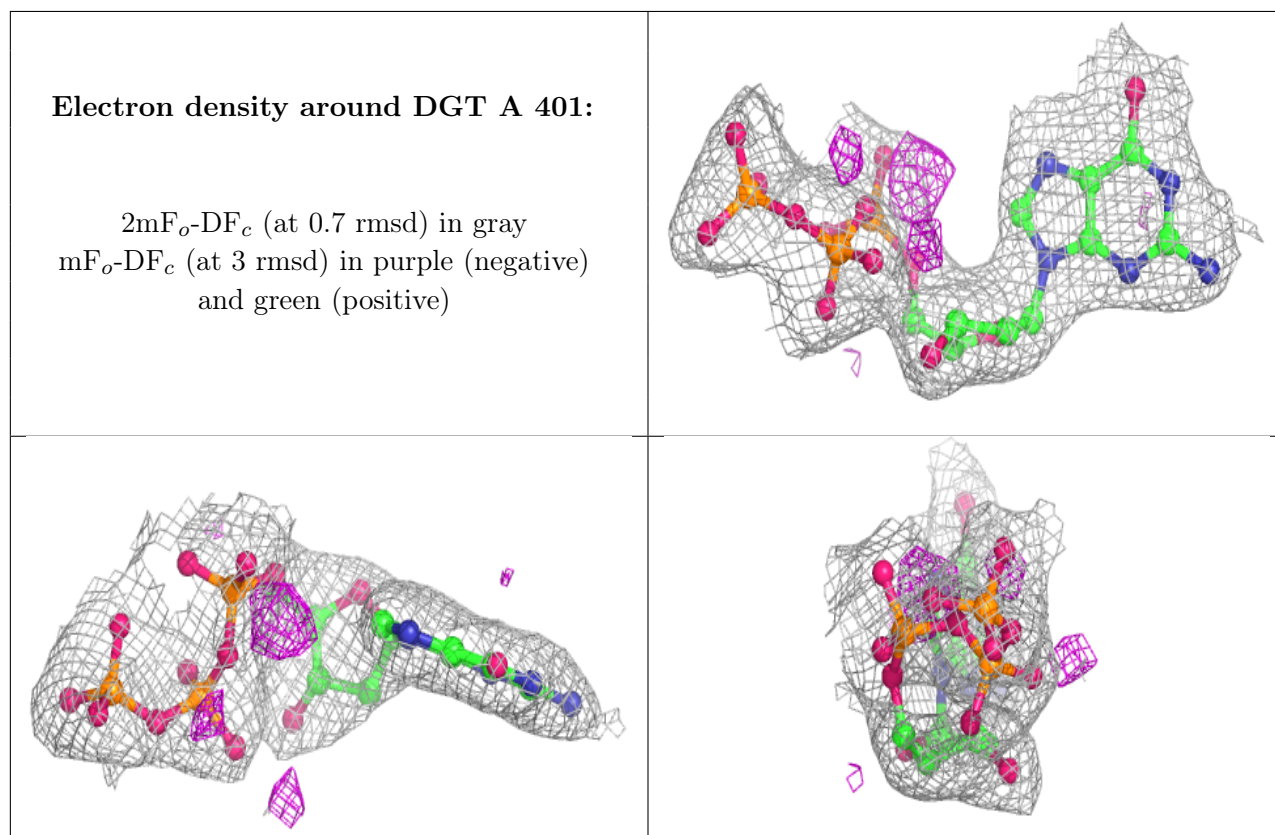 Electron density around DGT A 401:
2mFo-DFc (at 0.7 rmsd) in gray
mFo-DFc (at 3 rmsd) in purple (negative)
and green (positive)